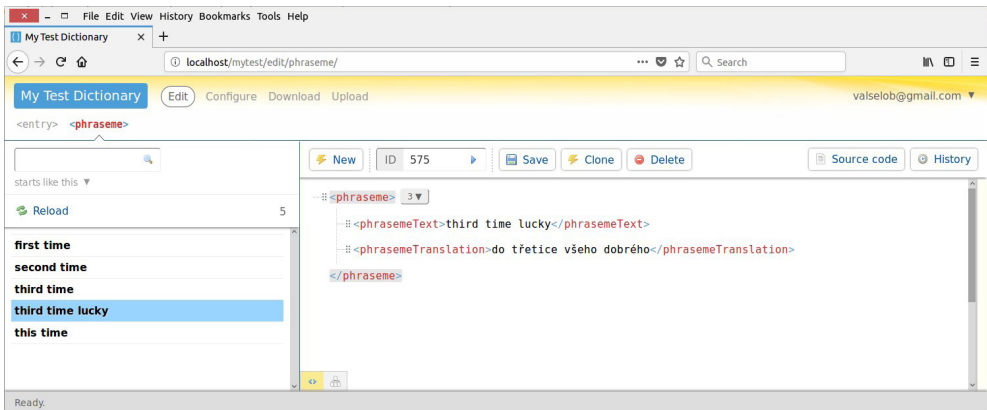 File Edit View History Bookmarks Tools Help
My Test Dictionary
localhost/mytest/edit/phraseme/
Search
My Test Dictionary Edit Configure Download Upload valselob@gmail.com ▼
<entry> <phraseme>
starts like this ▼
Reload 5
first time
second time
third time
third time lucky
this time
New ID 575 Save Clone Delete Source code History
<phraseme> 3▼
<phrasemeText>third time lucky</phrasemeText>
<phrasemeTranslation>do třetice všeho dobrého</phrasemeTranslation>
</phraseme>
Ready.